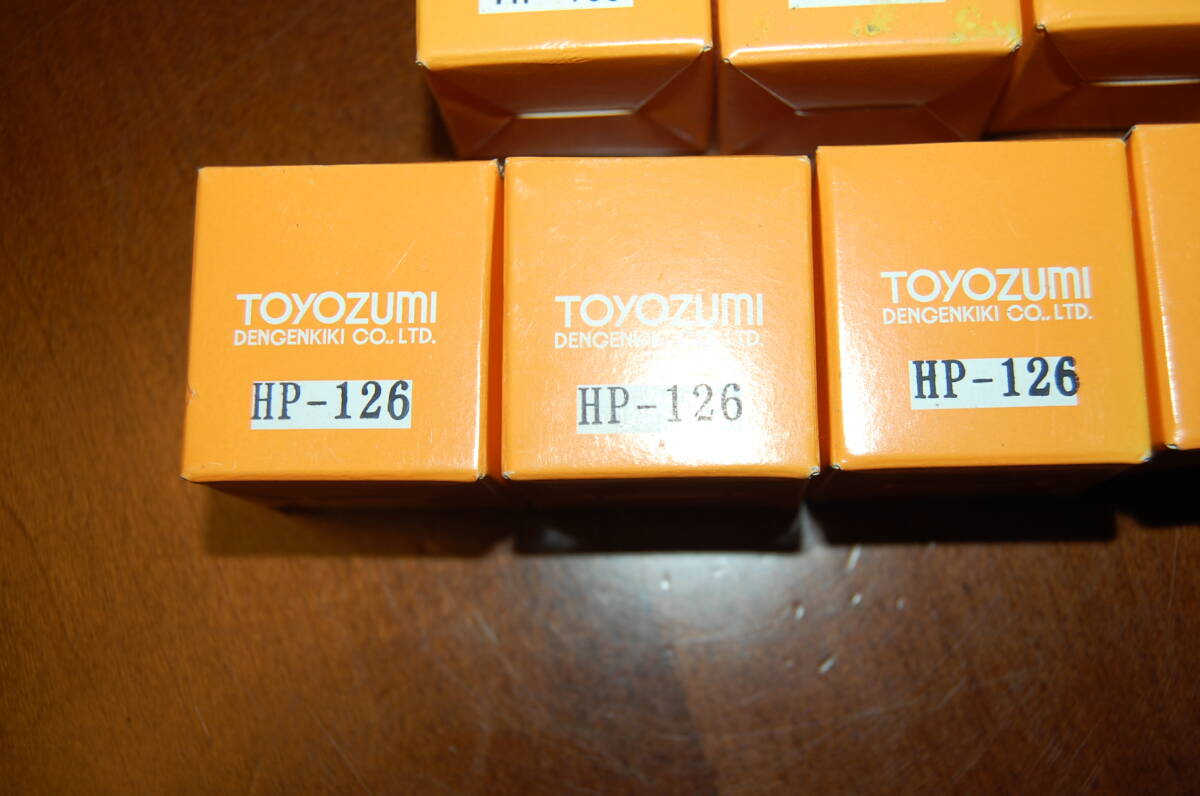 TOYOZUMI
DENGENKIKI CO., LTD.
HP-126
TOYOZUMI
DENGENKIKI CO., LTD.
HP-126
TOYOZUMI
DENGENKIKI CO., LTD.
HP-126